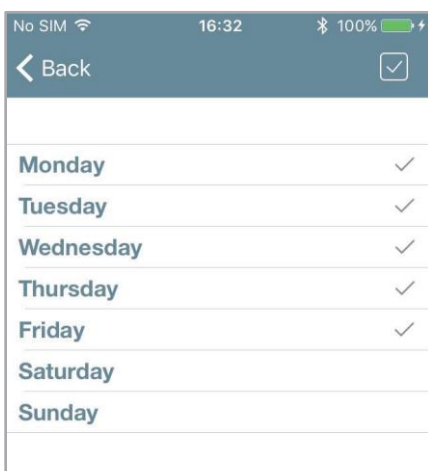 No SIM 16:32 100%
Back
Monday
Tuesday
Wednesday
Thursday
Friday
Saturday
Sunday